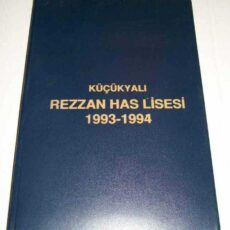 KÜÇÜKYALI
REZZAN HAS LİSESİ
1993-1994